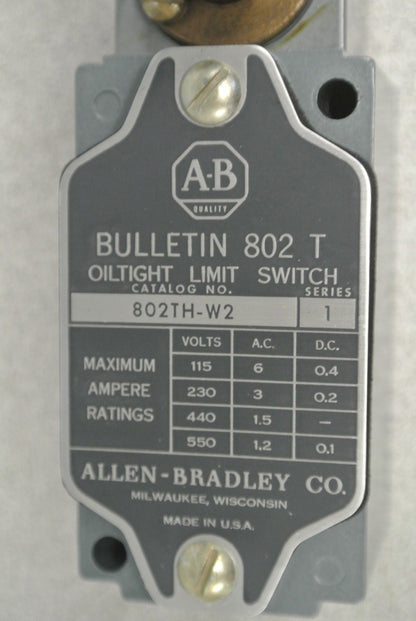 A-B
QUALITY
BULLETIN 802 T
OILTIGHT LIMIT SWITCH
CATALOG NO. SERIES
802TH-W2 1
VOLTS A.C. D.C.
MAXIMUM AMPERE RATINGS
115 6 0.4
230 3 0.2
440 1.5 —
550 1.2 0.1
ALLEN-BRADLEY CO.
MILWAUKEE, WISCONSIN
MADE IN U.S.A.